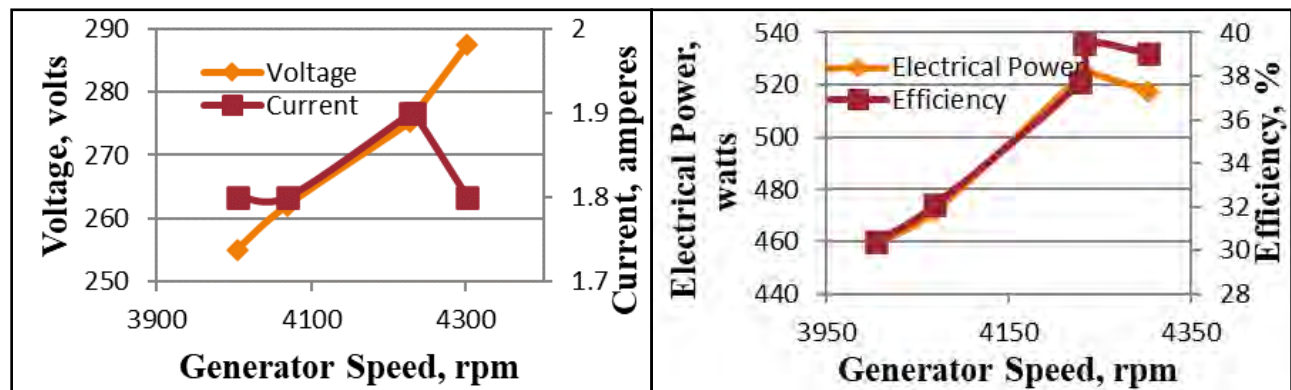 Voltage, volts
290
280
270
260
250
Voltage
Current
2
1.9
1.8
1.7
Current, amperes
3900
4100
4300
Generator Speed, rpm
Electrical Power,
watts
540
520
500
480
460
440
Electrical Power
Efficiency
40
38
36
34
32
30
28
Efficiency, %
3950
4150
4350
Generator Speed, rpm